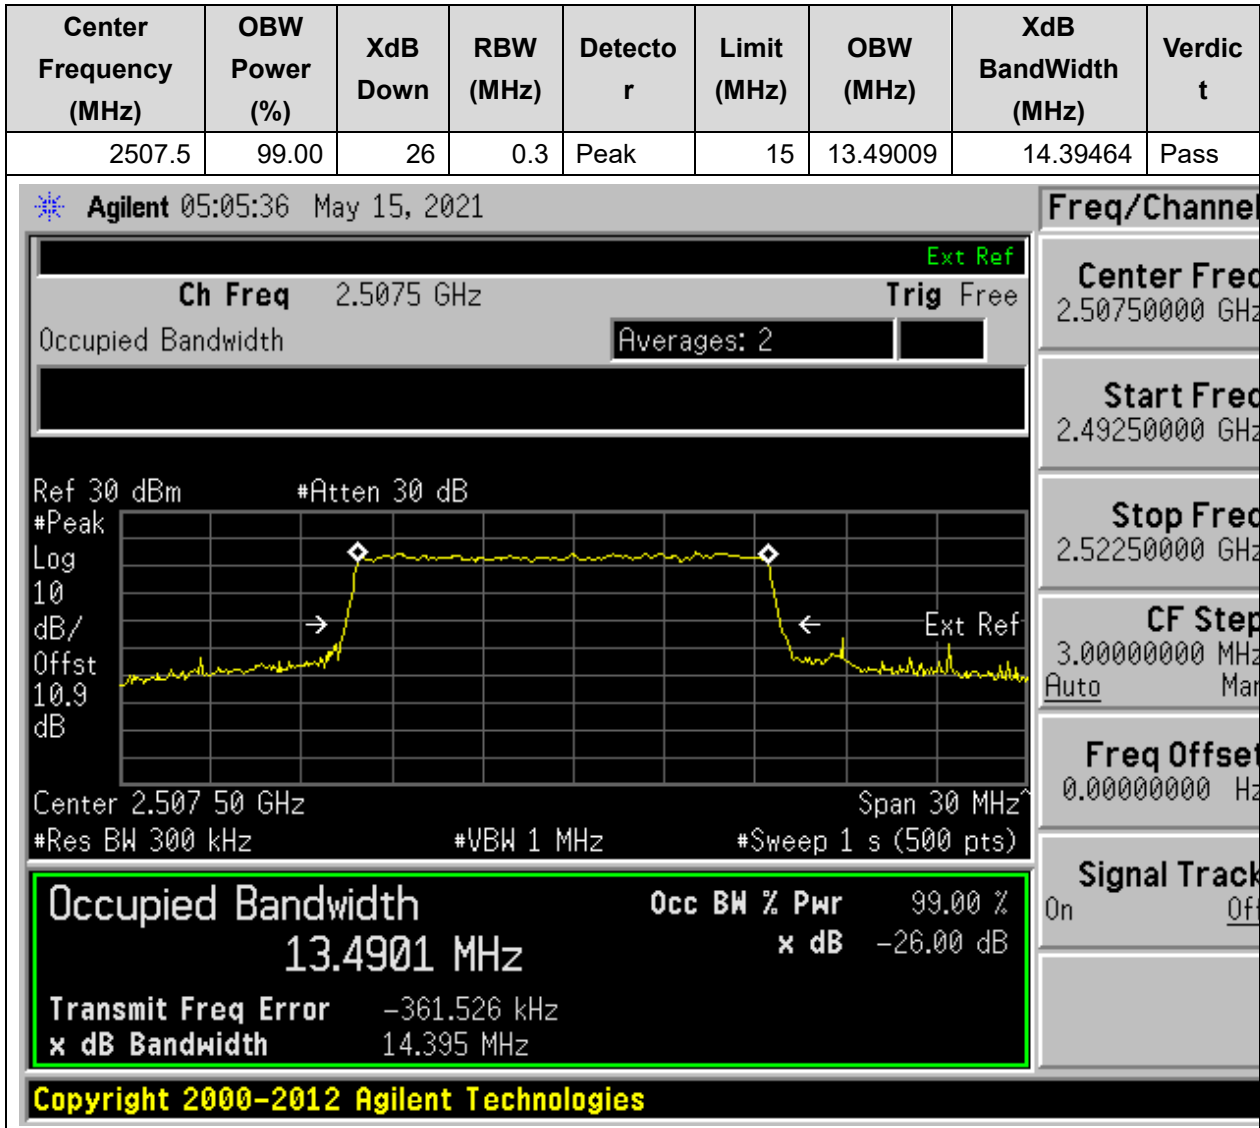 Center Frequency (MHz) OBW Power (%) XdB Down RBW (MHz) Detecto r Limit (MHz) OBW (MHz) XdB BandWidth (MHz) Verdic t
2507.5 99.00 26 0.3 Peak 15 13.49009 14.39464 Pass
Agilent 05:05:36 May 15, 2021
Freq/Channel
Ext Ref
Ch Freq 2.5075 GHz Trig Free
Occupied Bandwidth Averages: 2
Center Freq
2.50750000 GHz
Start Freq
2.49250000 GHz
Stop Freq
2.52250000 GHz
CF Step
3.00000000 MHz
Auto Man
Freq Offset
0.00000000 Hz
Signal Track
On Off
Ref 30 dBm #Atten 30 dB
#Peak
Log
10
dB/
Offst
10.9
dB
Ext Ref
Center 2.507 50 GHz Span 30 MHz^
#Res BW 300 kHz #VBW 1 MHz #Sweep 1 s (500 pts)
Occupied Bandwidth Occ BW % Pwr 99.00 %
13.4901 MHz x dB -26.00 dB
Transmit Freq Error -361.526 kHz
x dB Bandwidth 14.395 MHz
Copyright 2000-2012 Agilent Technologies